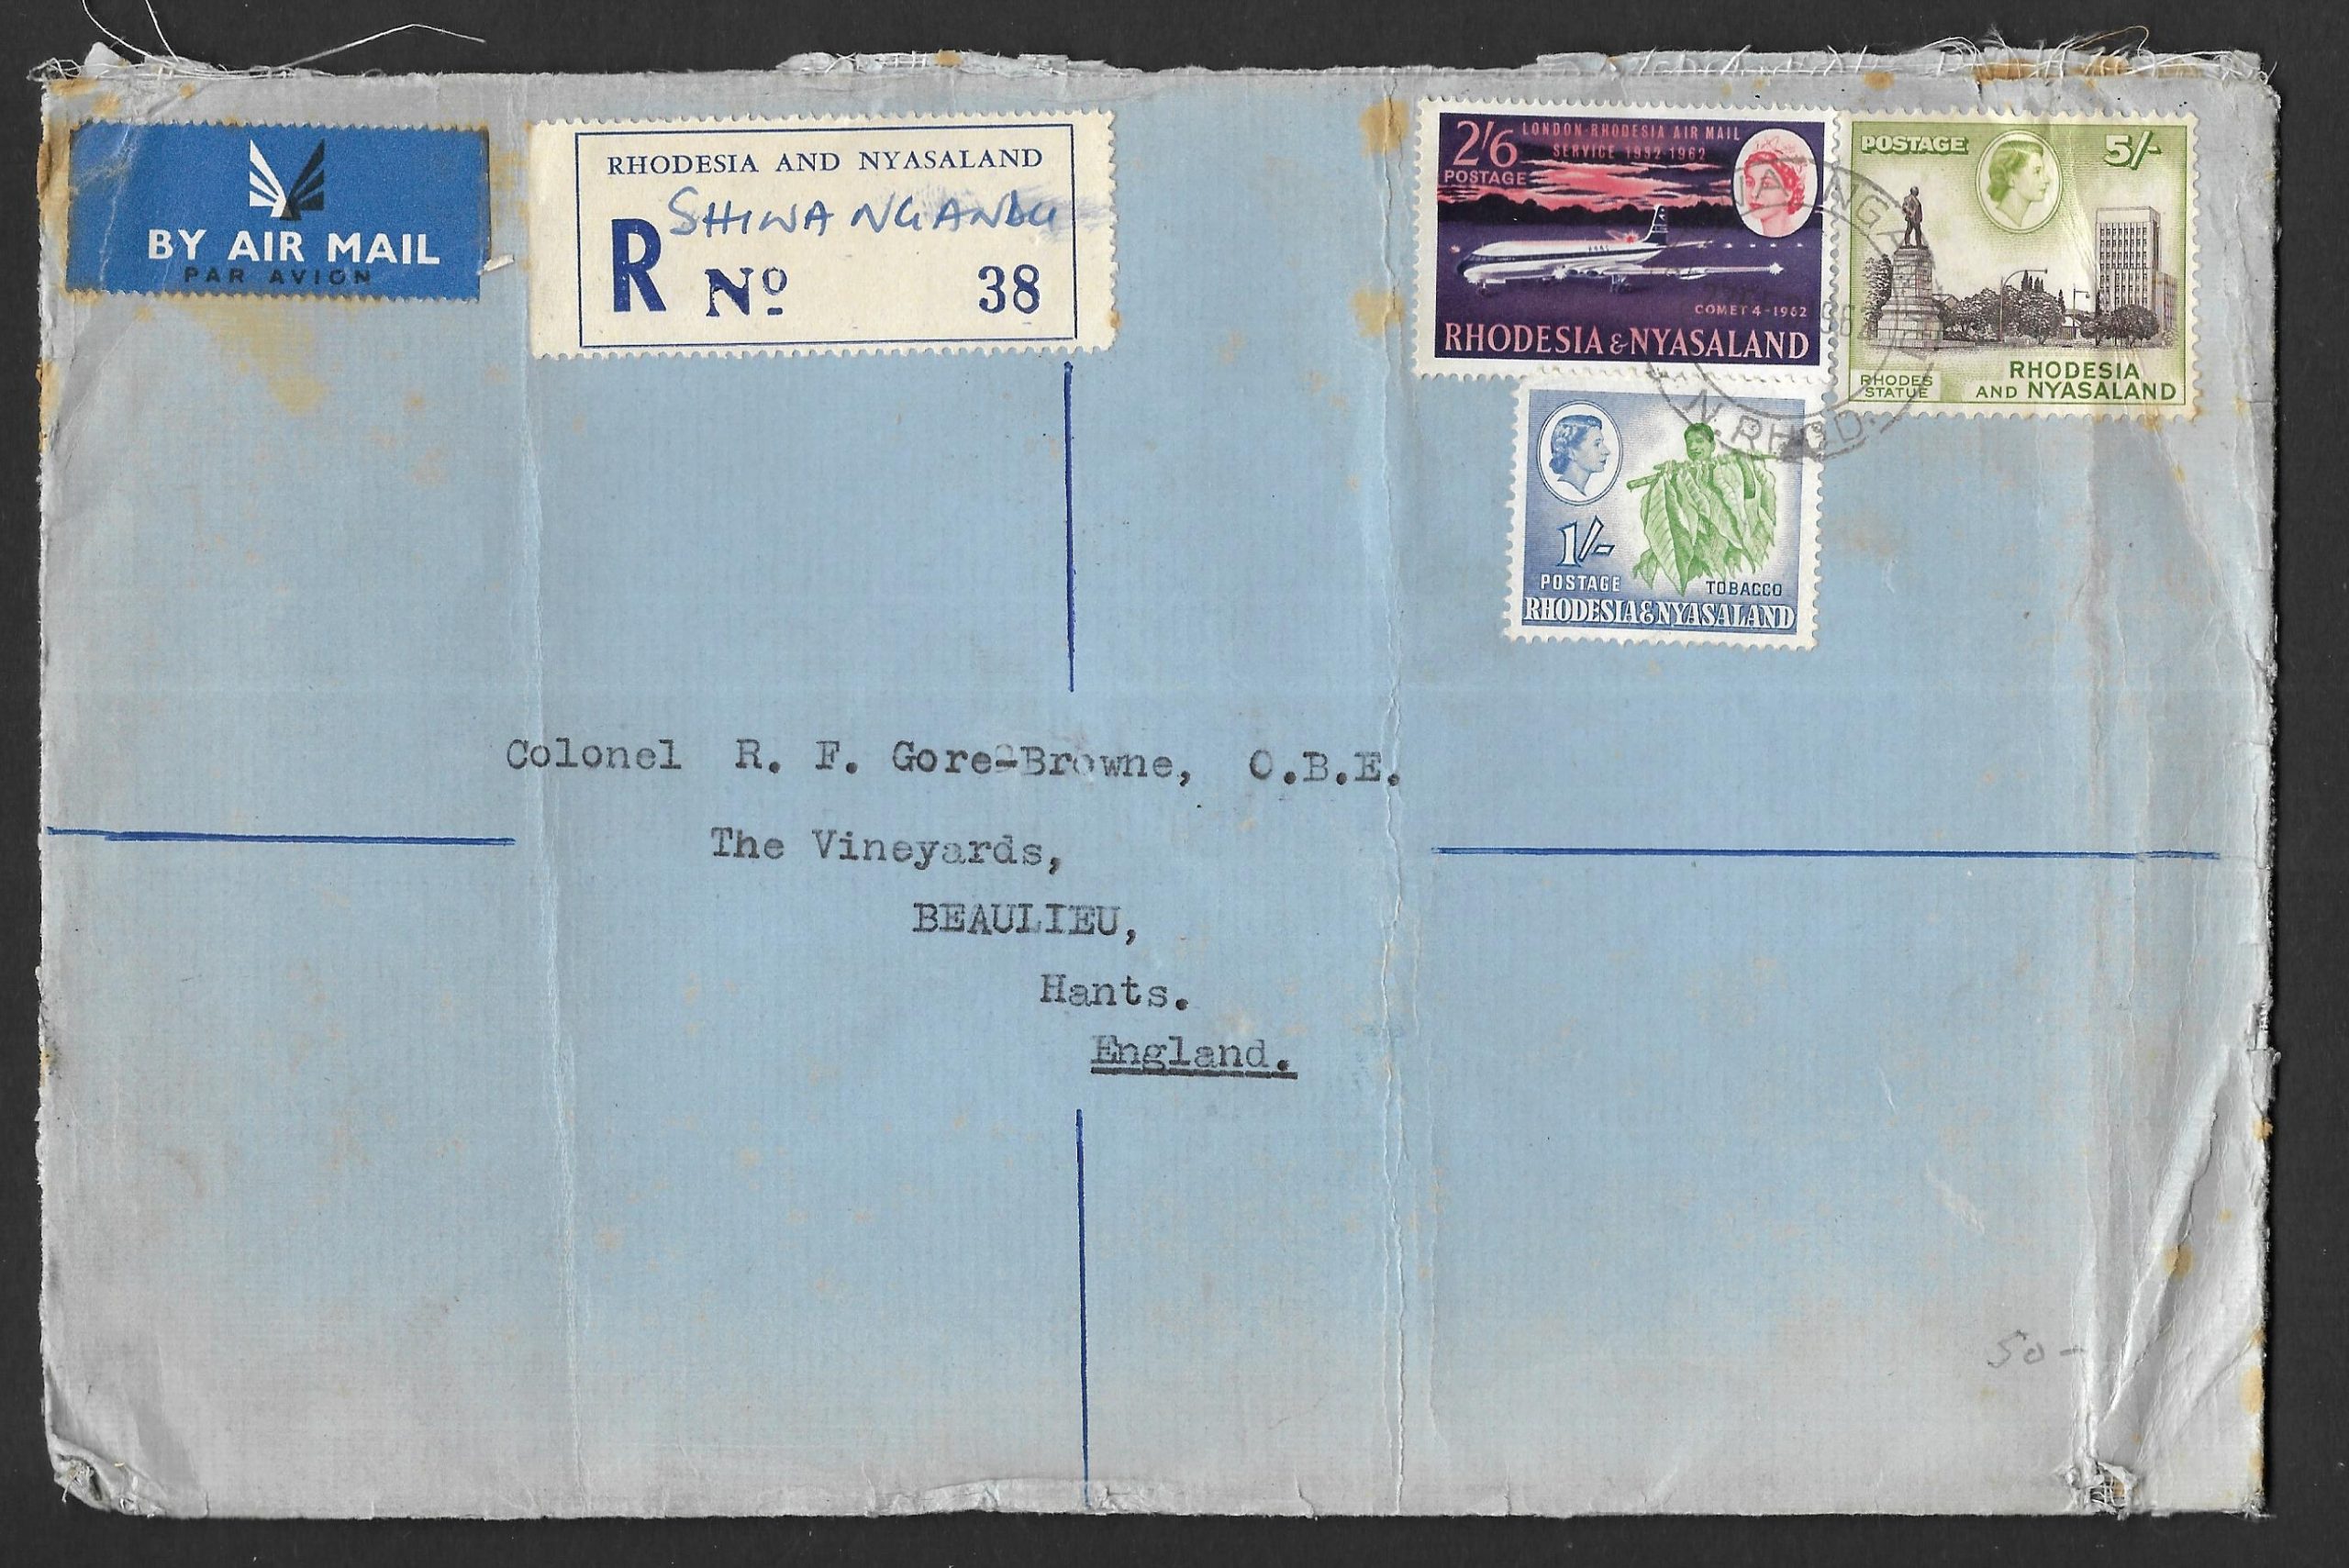 BY AIR MAIL
PAR AVION
RHODESIA AND NYASALAND
SHIWA NGANDU
R No 38
2/6
POSTAGE
LONDON-RHODESIA AIR MAIL
SERVICE 1932-1962
COMET 4-1962
RHODESIA & NYASALAND
POSTAGE 5/-
RHODES
STATUE
RHODESIA
AND NYASALAND
N. RHOD.
1/-
POSTAGE TOBACCO
RHODESIA & NYASALAND
Colonel R. F. Gore-Browne, O.B.E.
The Vineyards,
BEAULIEU,
Hants.
England.
50-